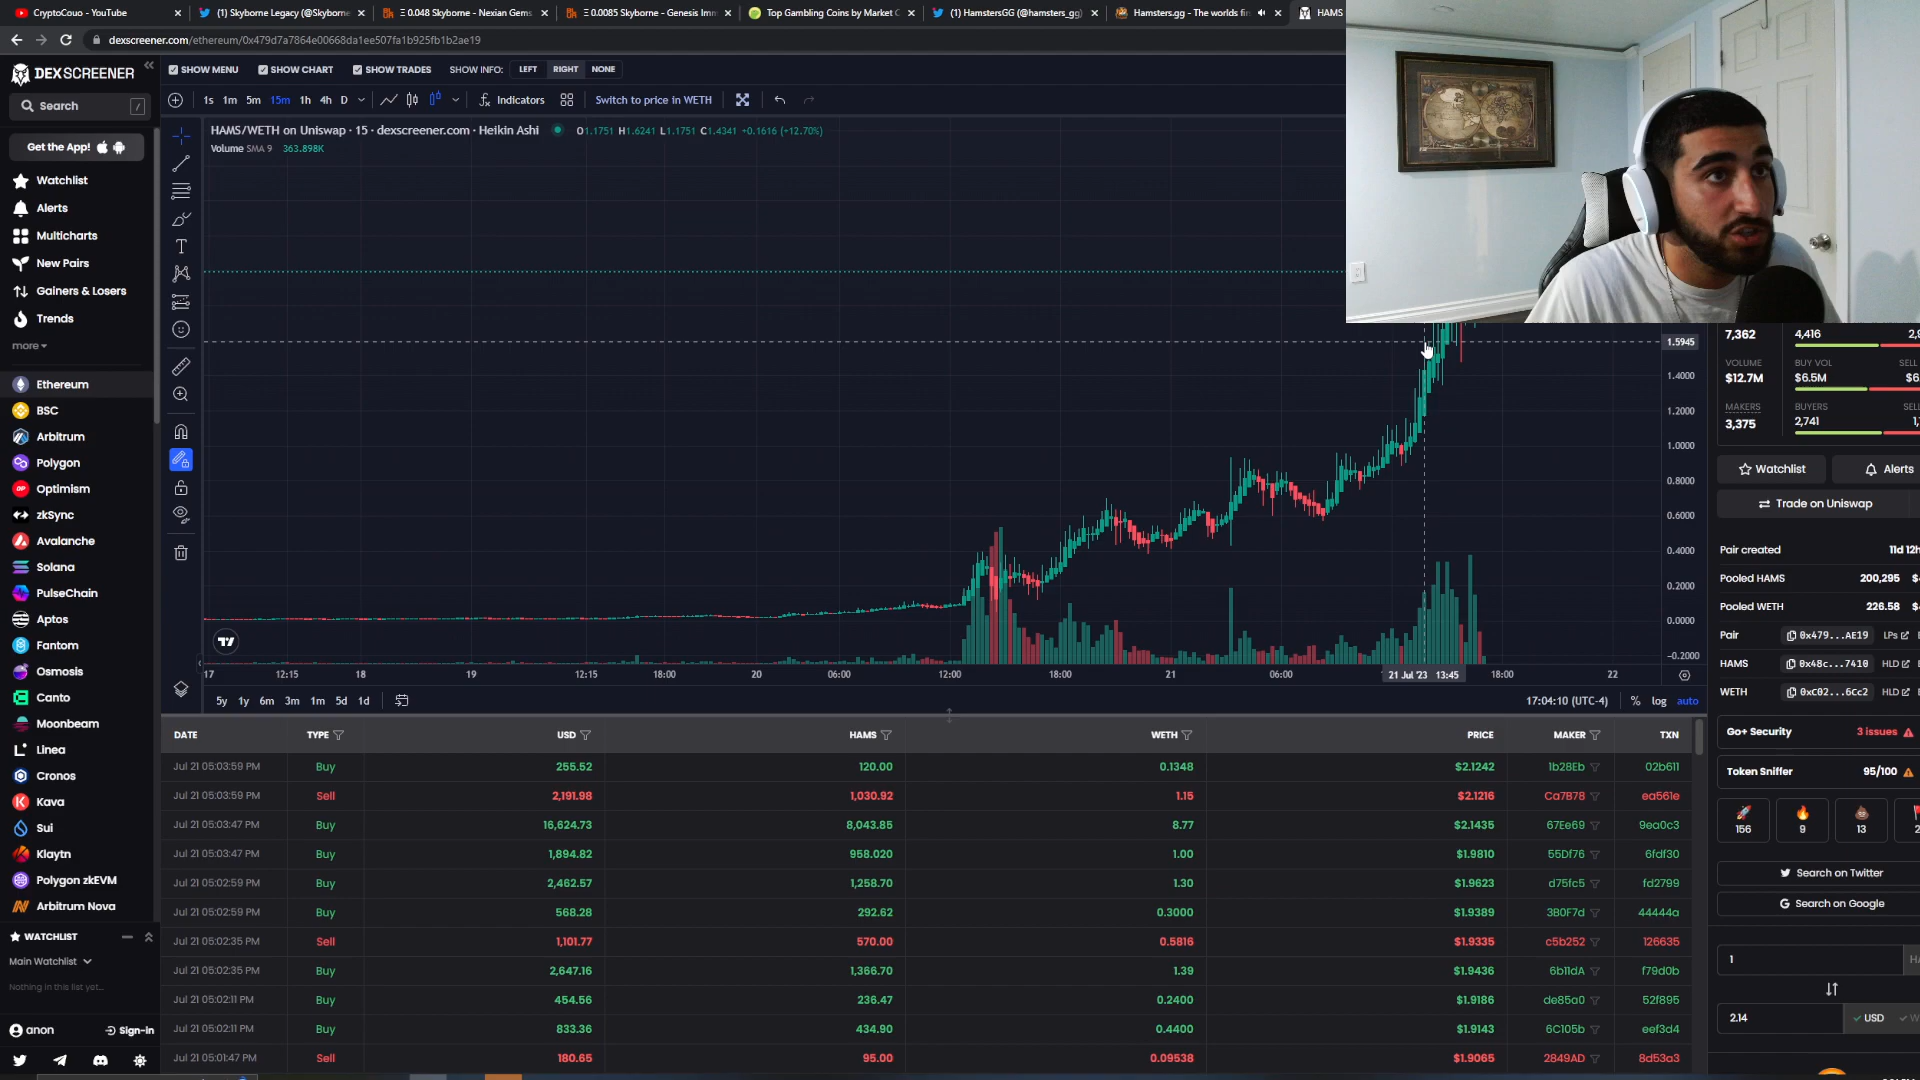 CryptoCouo - YouTube
(1) Skyborne Legacy (@Skyborne
Ξ 0.048 Skyborne - Nexian Gems
Ξ 0.0085 Skyborne - Genesis Imm
Top Gambling Coins by Market C
(1) HamstersGG (@hamsters_gg)
Hamsters.gg - The worlds fir
HAMS
dexscreener.com/ethereum/0x479d7a7864e00668da1ee507fa1b925fb1b2ae19
DEXSCREENER
Search /
Get the App!
Watchlist
Alerts
Multicharts
New Pairs
Gainers & Losers
Trends
more
Ethereum
BSC
Arbitrum
Polygon
Optimism
zkSync
Avalanche
Solana
PulseChain
Aptos
Fantom
Osmosis
Canto
Moonbeam
Linea
Cronos
Kava
Sui
Klaytn
Polygon zkEVM
Arbitrum Nova
WATCHLIST
Main Watchlist
Nothing in this list yet...
anon Sign-in
SHOW MENU SHOW CHART SHOW TRADES SHOW INFO: LEFT RIGHT NONE
1s 1m 5m 15m 1h 4h D Indicators Switch to price in WETH
HAMS/WETH on Uniswap · 15 · dexscreener.com · Heikin Ashi O1.1751 H1.6241 L1.1751 C1.4341 +0.1616 (+12.70%)
Volume SMA 9 363.898K
1.5945
1.4000
1.2000
1.0000
0.8000
0.6000
0.4000
0.2000
0.0000
-0.2000
17 12:15 18 19 12:15 18:00 20 06:00 12:00 18:00 21 06:00 21 Jul '23 13:45 18:00 22
5y 1y 6m 3m 1m 5d 1d 17:04:10 (UTC-4) % log auto
DATE TYPE USD HAMS WETH PRICE MAKER TXN
Jul 21 05:03:59 PM Buy 255.52 120.00 0.1348 $2.1242 1b28Eb 02b611
Jul 21 05:03:59 PM Sell 2,191.98 1,030.92 1.15 $2.1216 Ca7B78 ea561e
Jul 21 05:03:47 PM Buy 16,624.73 8,043.85 8.77 $2.1435 67Ee69 9ea0c3
Jul 21 05:03:47 PM Buy 1,894.82 958.020 1.00 $1.9810 55Df76 6fdf30
Jul 21 05:02:59 PM Buy 2,462.57 1,258.70 1.30 $1.9623 d75fc5 fd2799
Jul 21 05:02:59 PM Buy 568.28 292.62 0.3000 $1.9389 380F7d 44444a
Jul 21 05:02:35 PM Sell 1,101.77 570.00 0.5816 $1.9335 c5b252 126635
Jul 21 05:02:35 PM Buy 2,647.16 1,366.70 1.39 $1.9436 6b11dA f79d0b
Jul 21 05:02:11 PM Buy 454.56 236.47 0.2400 $1.9186 de85a0 52f895
Jul 21 05:02:11 PM Buy 833.36 434.90 0.4400 $1.9143 6C105b eef3d4
Jul 21 05:01:47 PM Sell 180.65 95.00 0.09538 $1.9065 2849AD 8d53a3
7,362 4,416
VOLUME BUY VOL SELL
$12.7M $6.5M $6.
MAKERS BUYERS SELL
3,375 2,741 1,
Watchlist Alerts
Trade on Uniswap
Pair created 11d 12h
Pooled HAMS 200,295
Pooled WETH 226.58
Pair 0x479...AE19 LPs
HAMS 0x48c...7410 HLD
WETH 0xC02...6Cc2 HLD
Go+ Security 3 issues
Token Sniffer 95/100
156 9 13
Search on Twitter
Search on Google
1 HA
2.14 USD W